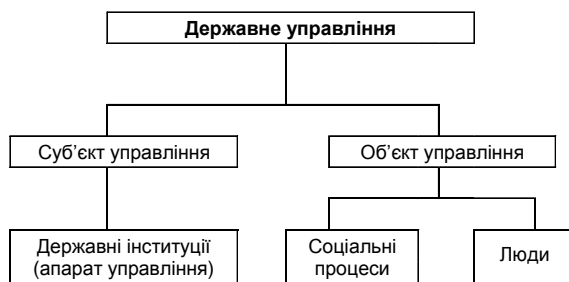 Державне управління
Суб’єкт управління
Об’єкт управління
Державні інституції
(апарат управління)
Соціальні
процеси
Люди